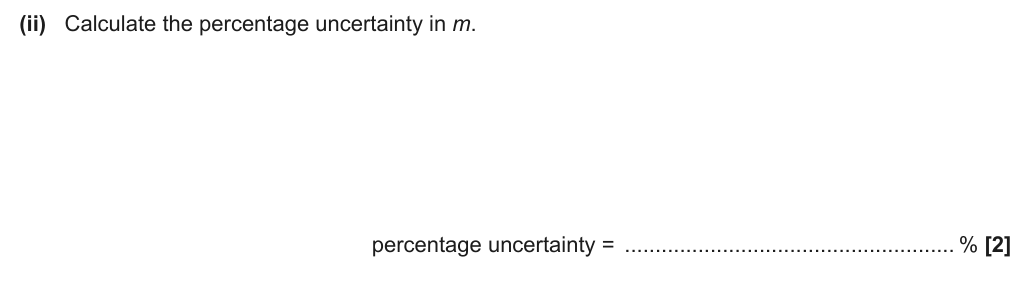 (ii) Calculate the percentage uncertainty in m.
percentage uncertainty = ...................................................... % [2]